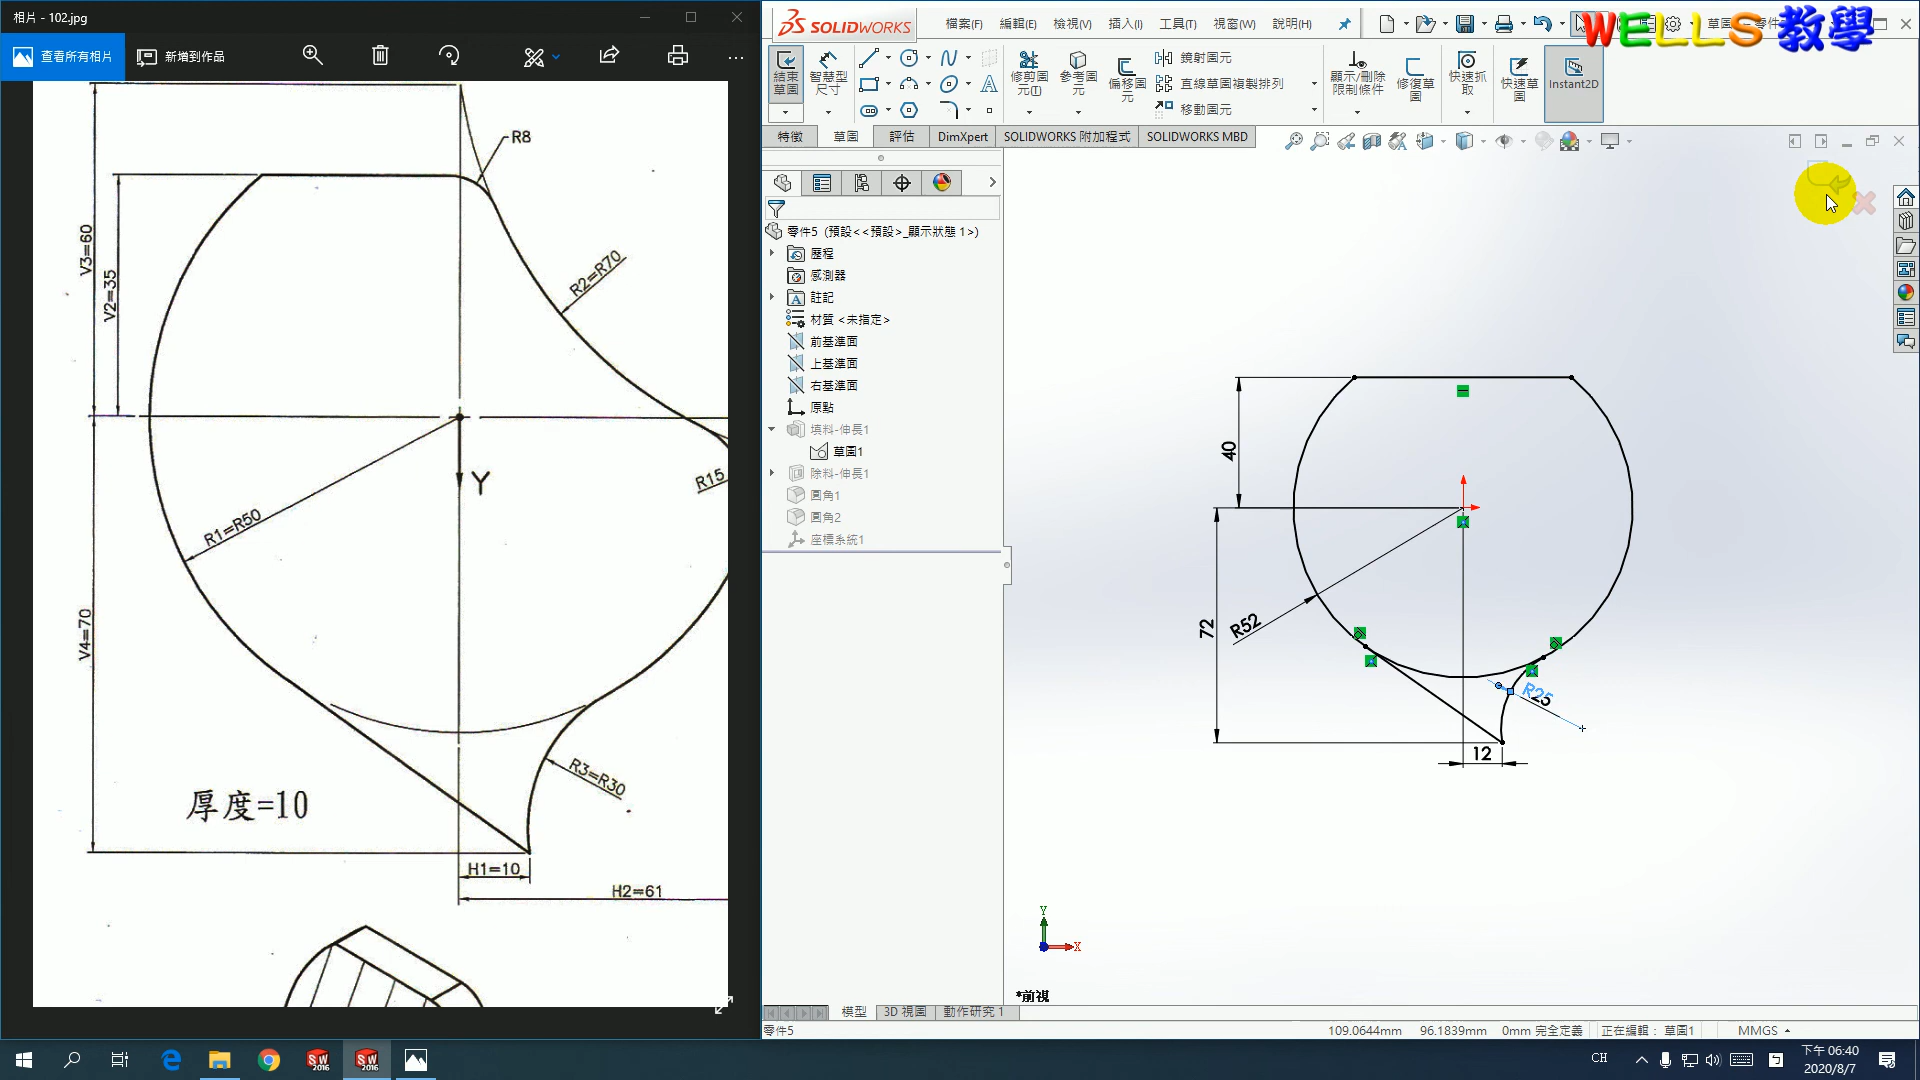 相片 - 102.jpg
查看所有相片
新增到作品
R8
V3=60
V2=35
R2=R70
R15
Y
R1=R50
V4=70
R3=R30
厚度=10
H1=10
H2=61
SOLIDWORKS
檔案(F)
編輯(E)
檢視(V)
插入(I)
工具(T)
視窗(W)
說明(H)
WELLS 教學
結束草圖
智慧型尺寸
修剪圖元(T)
參考圖元
偏移圖元
鏡射圖元
直線草圖複製排列
移動圖元
顯示/刪除限制條件
修復草圖
快速抓取
快速草圖
Instant2D
特徵
草圖
評估
DimXpert
SOLIDWORKS 附加程式
SOLIDWORKS MBD
零件5 (預設<<預設>_顯示狀態 1>)
歷程
感測器
註記
材質 <未指定>
前基準面
上基準面
右基準面
原點
填料-伸長1
草圖1
除料-伸長1
圓角1
圓角2
座標系統1
40
72
R52
R25
12
Y
X
*前視
模型
3D 視圖
動作研究 1
零件5
109.0644mm
96.1839mm
0mm 完全定義
正在編輯: 草圖1
MMGS
CH
下午 06:40
2020/8/7